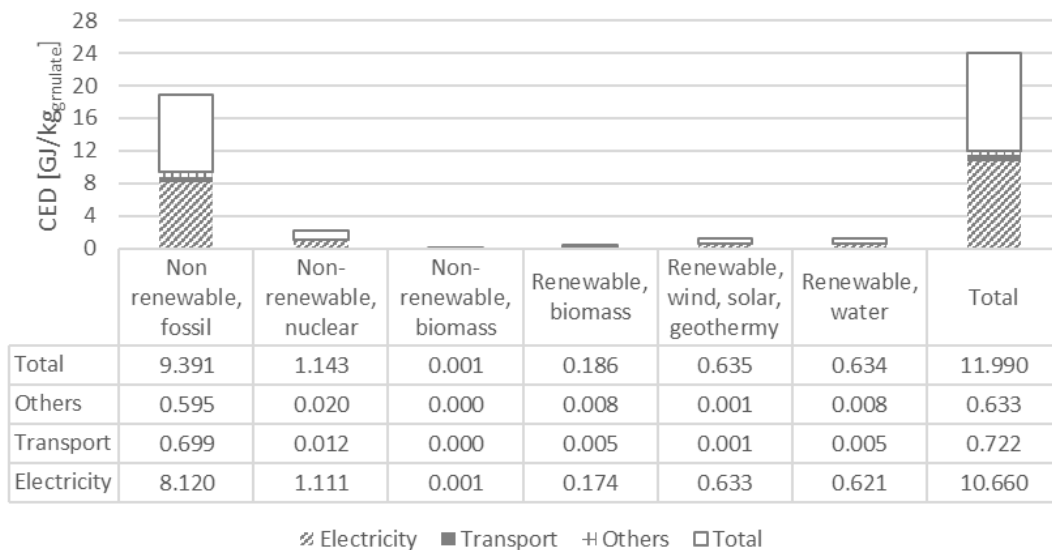 28
24
20
16
12
8
4
0
CED [GJ/kggrnulate]
Non renewable, fossil
Non-renewable, nuclear
Non-renewable, biomass
Renewable, biomass
Renewable, wind, solar, geothermy
Renewable, water
Total
Total 9.391 1.143 0.001 0.186 0.635 0.634 11.990
Others 0.595 0.020 0.000 0.008 0.001 0.008 0.633
Transport 0.699 0.012 0.000 0.005 0.001 0.005 0.722
Electricity 8.120 1.111 0.001 0.174 0.633 0.621 10.660
Electricity Transport Others Total